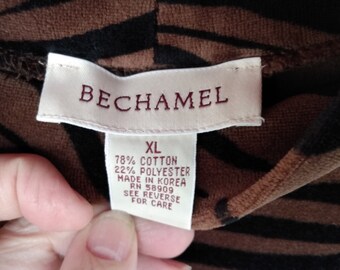 BECHAMEL
XL
78% COTTON
22% POLYESTER
MADE IN KOREA
RN 58909
SEE REVERSE
FOR CARE